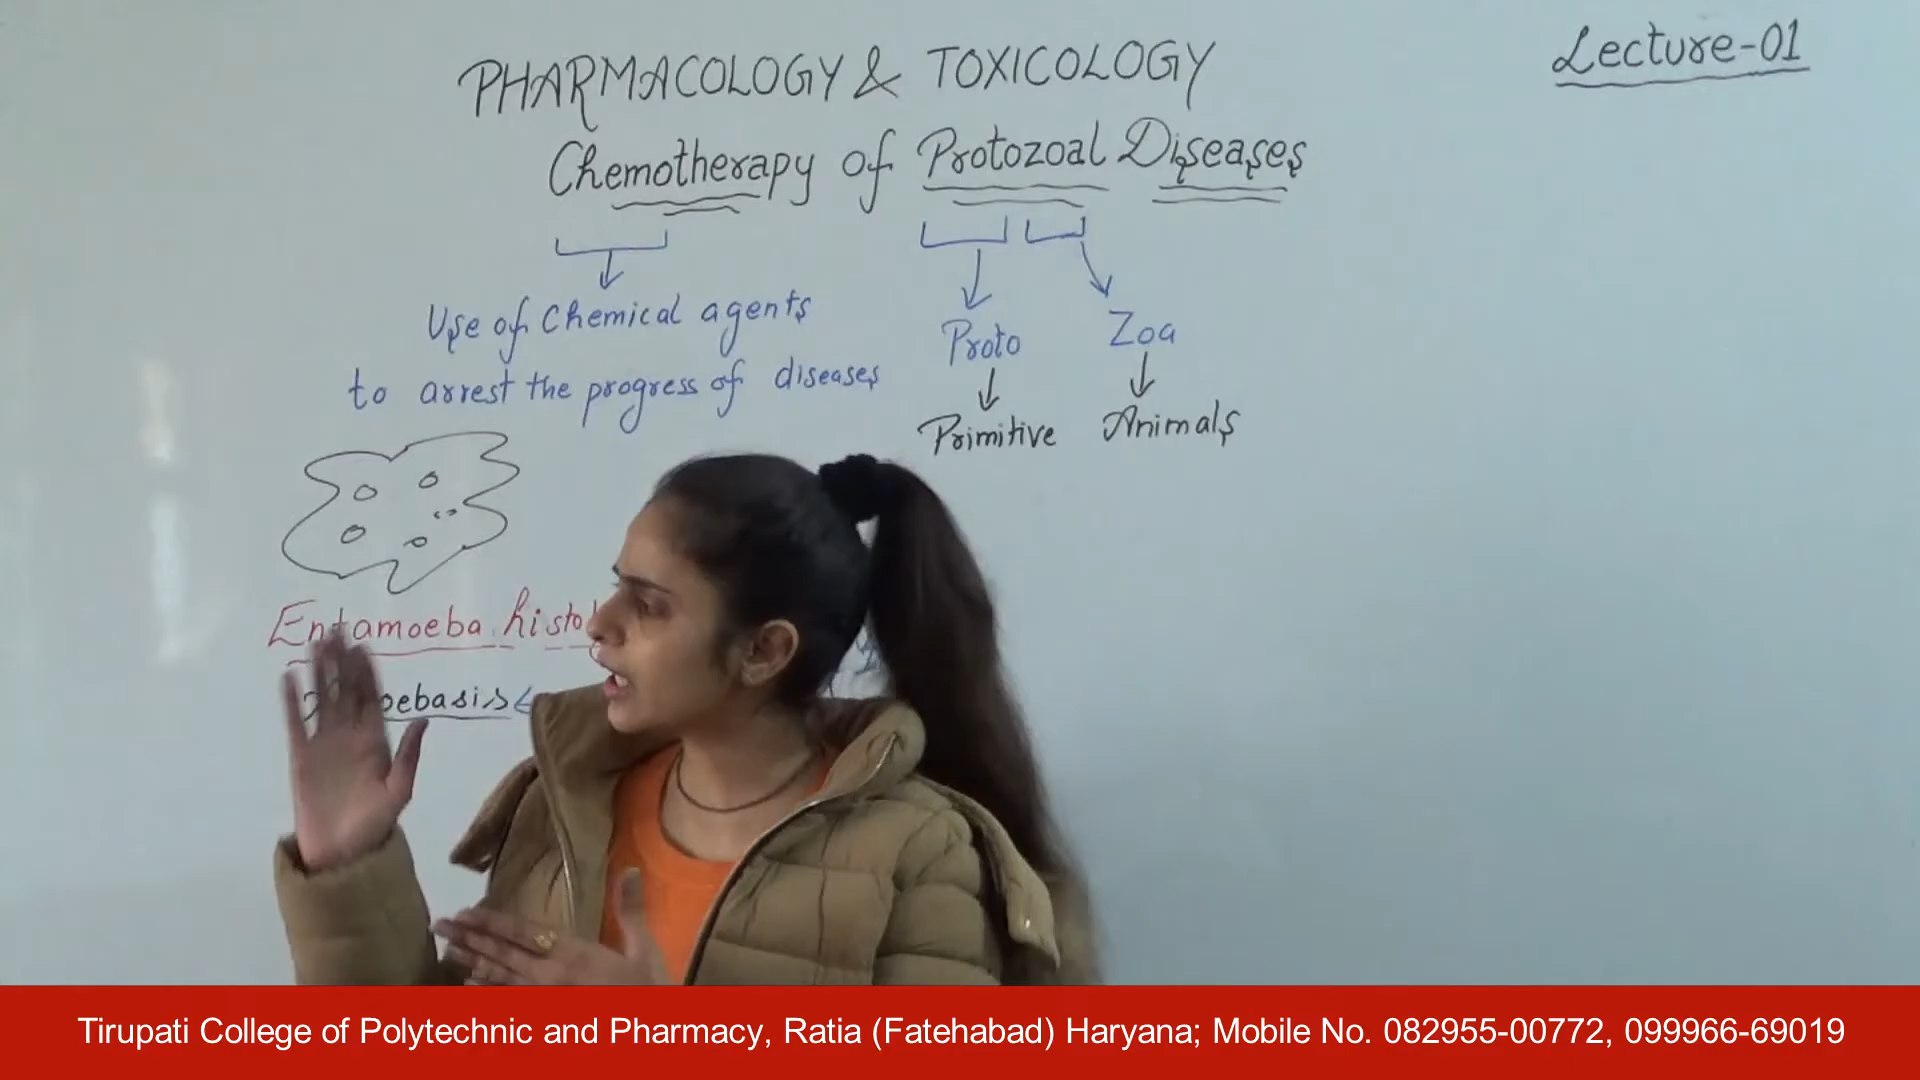 Lecture-01
PHARMACOLOGY & TOXICOLOGY
Chemotherapy of Protozoal Diseases
Use of Chemical agents
to arrest the progress of diseases
Proto Zoa
Primitive Animals
Entamoeba histo
Tirupati College of Polytechnic and Pharmacy, Ratia (Fatehabad) Haryana; Mobile No. 082955-00772, 099966-69019